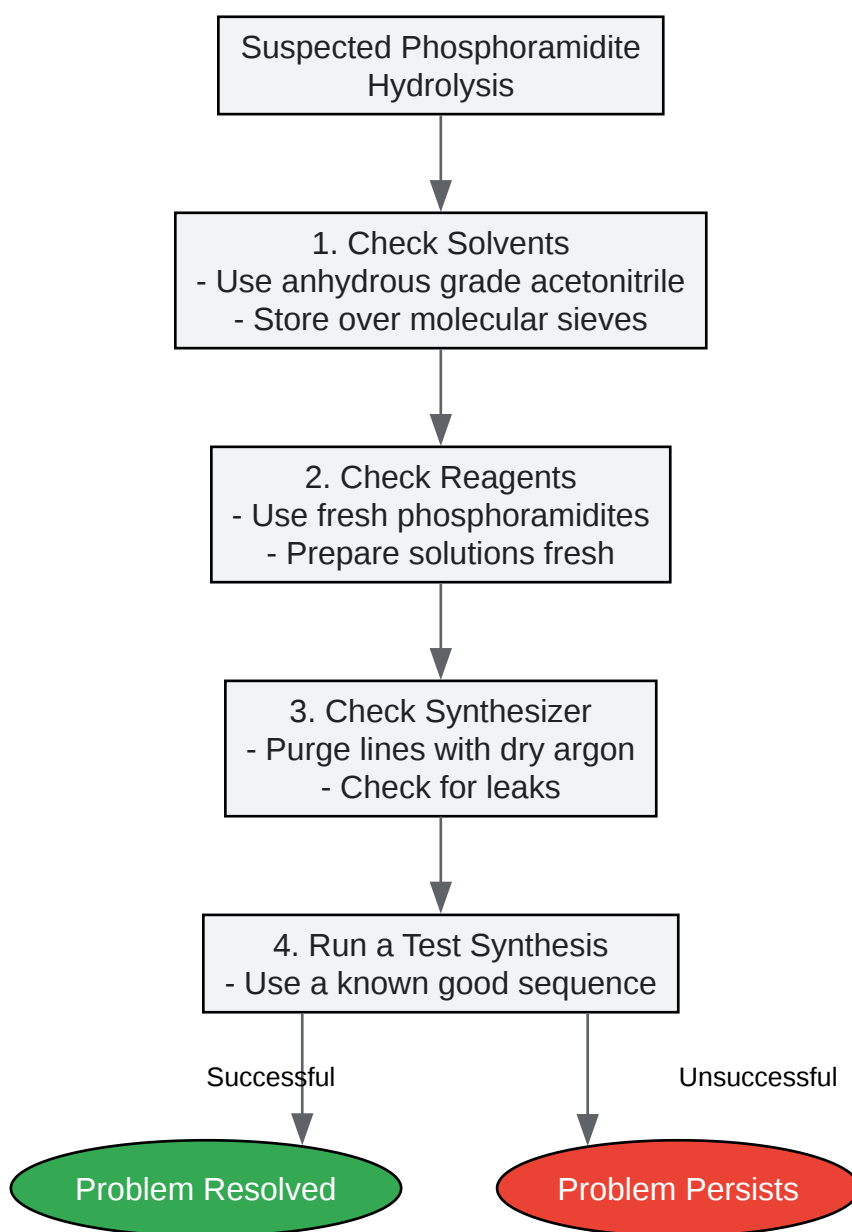 Suspected Phosphoramidite
Hydrolysis
1. Check Solvents
- Use anhydrous grade acetonitrile
- Store over molecular sieves
2. Check Reagents
- Use fresh phosphoramidites
- Prepare solutions fresh
3. Check Synthesizer
- Purge lines with dry argon
- Check for leaks
4. Run a Test Synthesis
- Use a known good sequence
Successful
Unsuccessful
Problem Resolved
Problem Persists